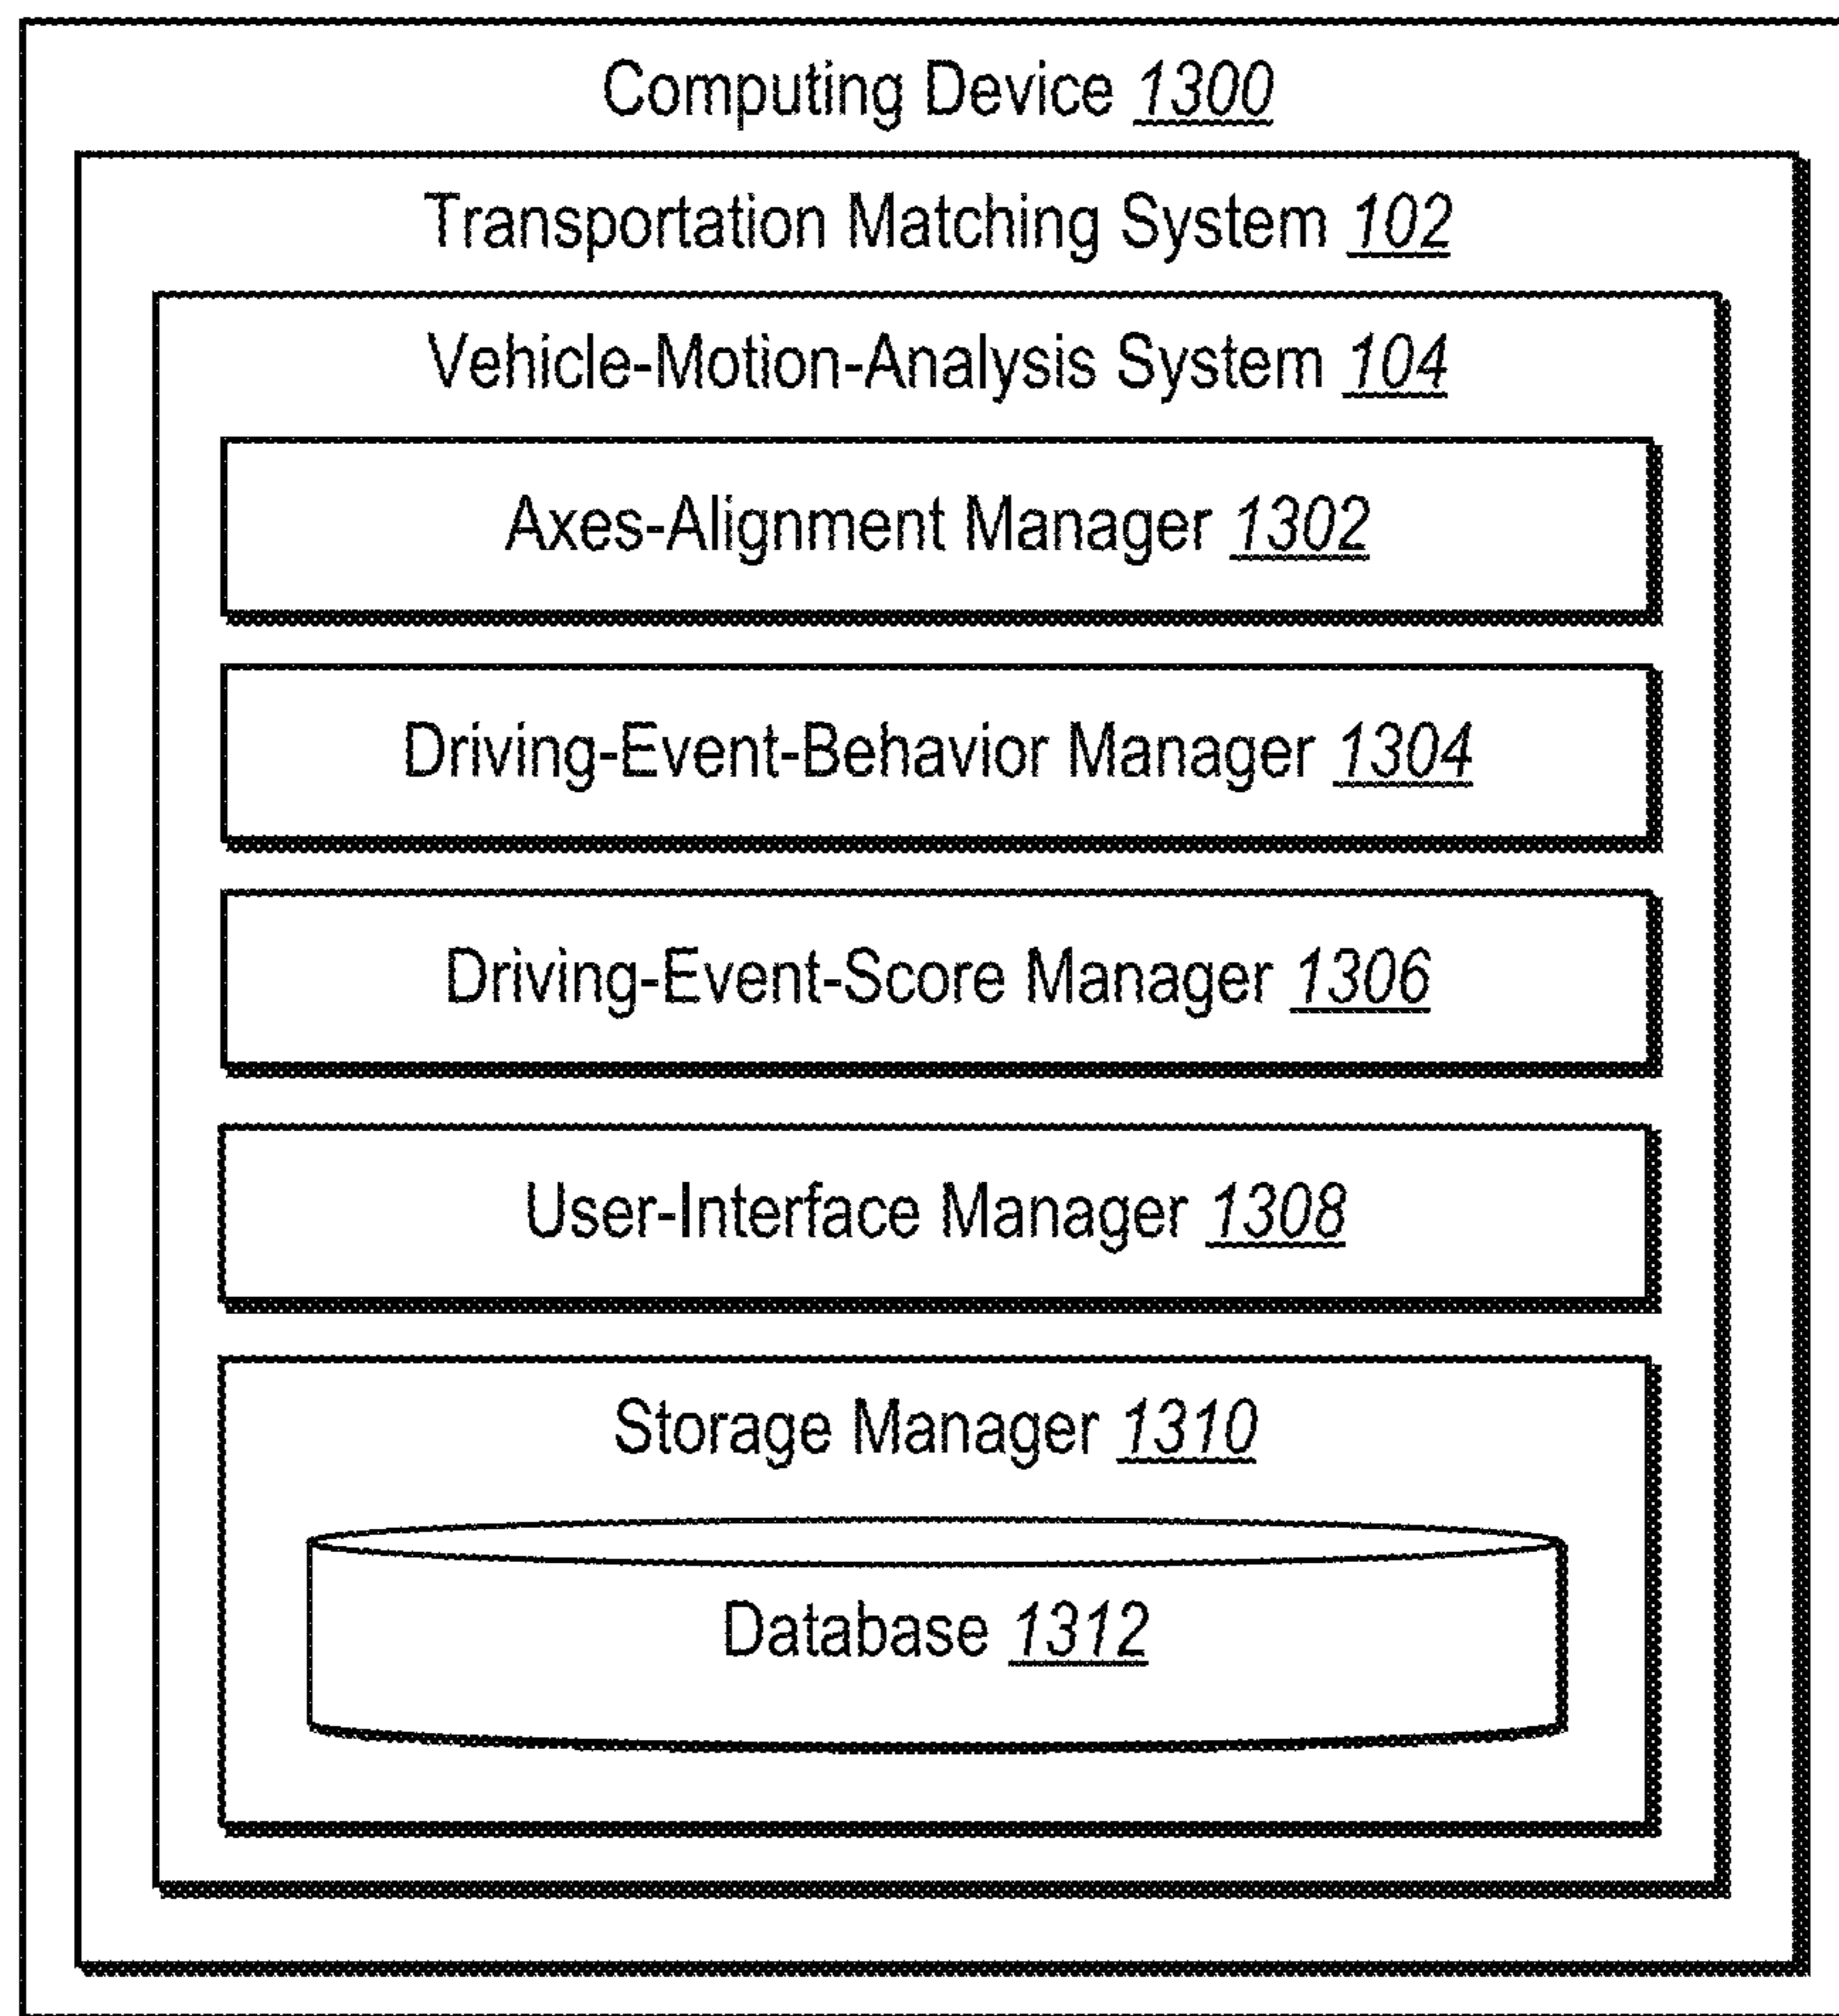 Computing Device 1300
Transportation Matching System 102
Vehicle-Motion-Analysis System 104
Axes-Alignment Manager 1302
Driving-Event-Behavior Manager 1304
Driving-Event-Score Manager 1306
User-Interface Manager 1308
Storage Manager 1310
Database 1312